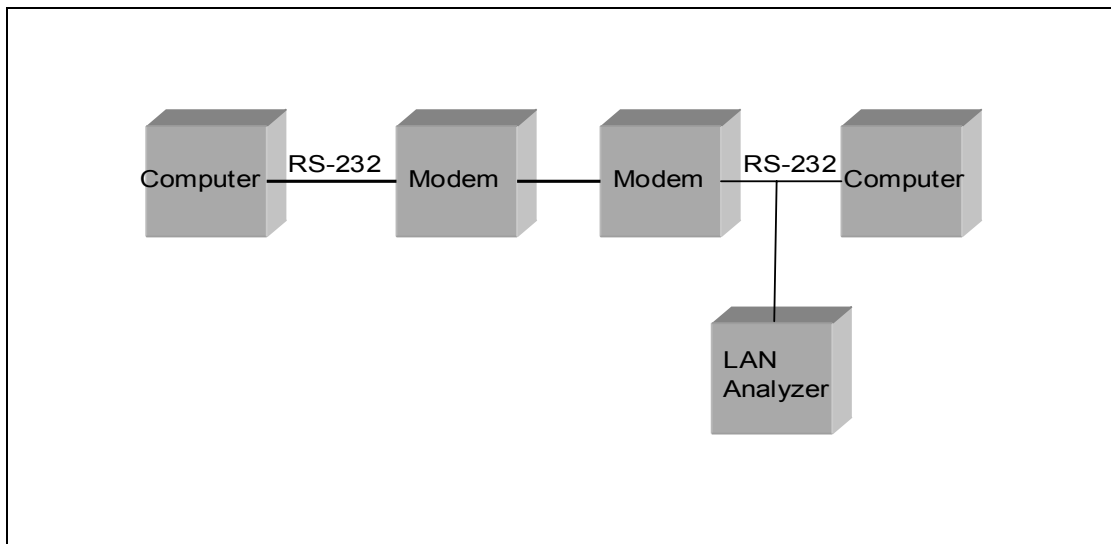 RS-232
RS-232
Computer
Modem
Modem
Computer
LAN
Analyzer